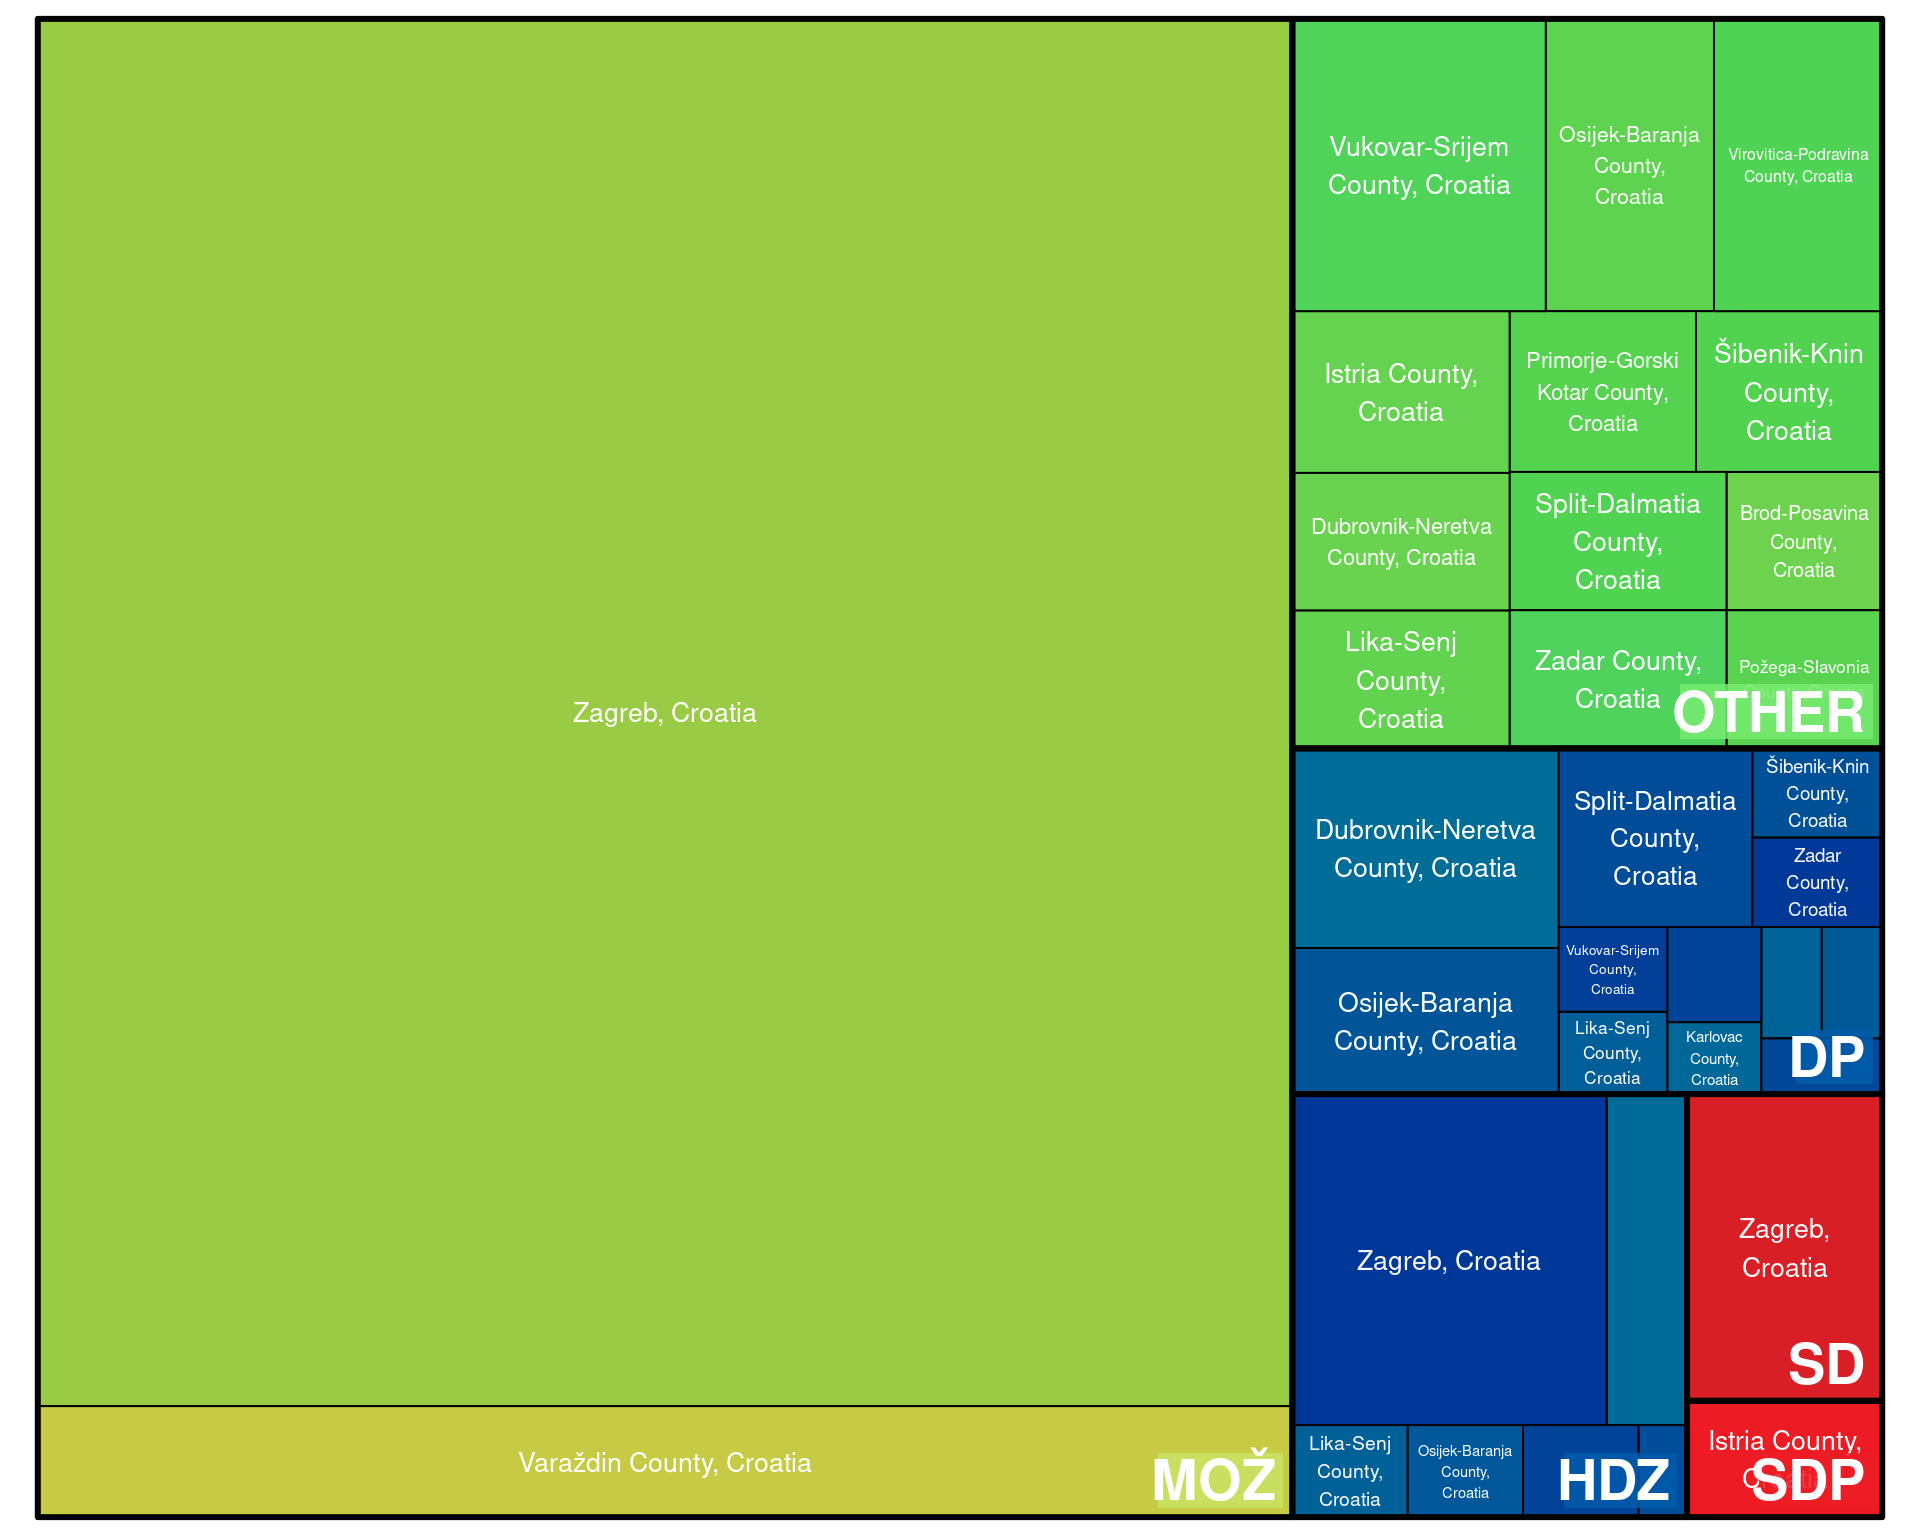 Zagreb, Croatia
Varaždin County, Croatia
MOŽ
Vukovar-Srijem
County, Croatia
Osijek-Baranja
County,
Croatia
Virovitica-Podravina
County, Croatia
Istria County,
Croatia
Primorje-Gorski
Kotar County,
Croatia
Šibenik-Knin
County,
Croatia
Dubrovnik-Neretva
County, Croatia
Split-Dalmatia
County,
Croatia
Brod-Posavina
County,
Croatia
Lika-Senj
County,
Croatia
Zadar County,
Croatia
Požega-Slavonia
OTHER
Dubrovnik-Neretva
County, Croatia
Osijek-Baranja
County, Croatia
Split-Dalmatia
County,
Croatia
Šibenik-Knin
County,
Croatia
Zadar
County,
Croatia
Vukovar-Srijem
County,
Croatia
Lika-Senj
County,
Croatia
Karlovac
County,
Croatia
DP
Zagreb, Croatia
Lika-Senj
County,
Croatia
Osijek-Baranja
County,
Croatia
HDZ
Zagreb,
Croatia
SD
Istria County,
SDP